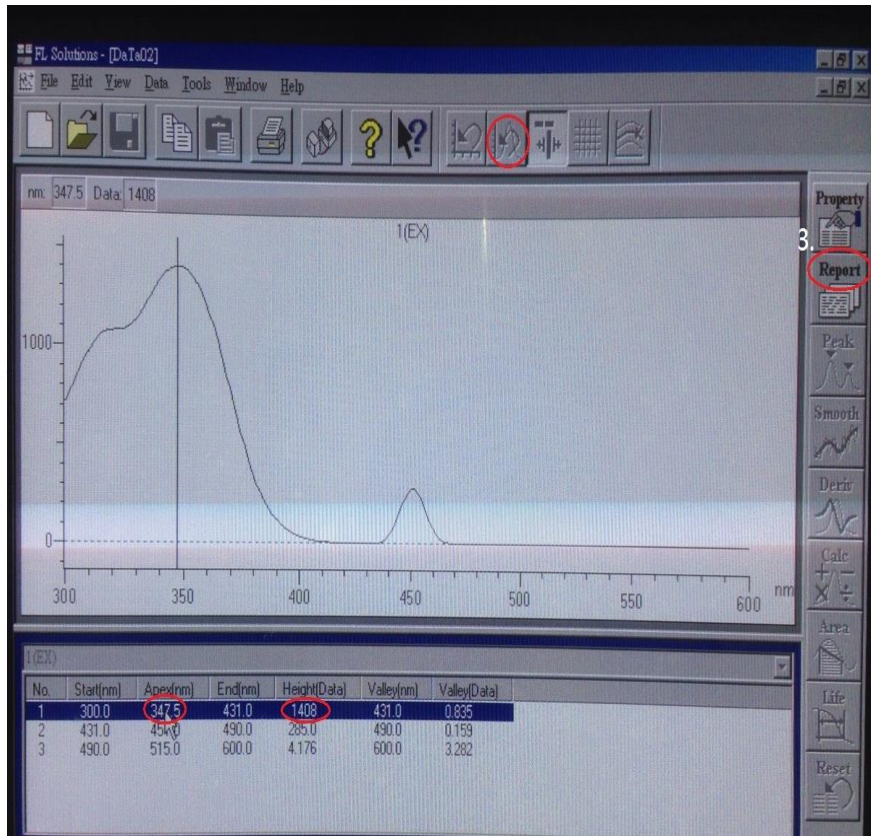 FL Solutions - [DaTa02]
File Edit View Data Tools Window Help
nm: 347.5 Data: 1408
1(EX)
1000
0
300 350 400 450 500 550 600 nm
3.
Property
Report
Peak
Smooth
Deriv
Calc
Area
Life
Reset
1(EX)
No. Start(nm) Apex(nm) End(nm) Height(Data) Valley(nm) Valley(Data)
1 300.0 347.5 431.0 1408 431.0 0.835
2 431.0 490.0 285.0 490.0 0.159
3 490.0 515.0 600.0 4.176 600.0 3.282